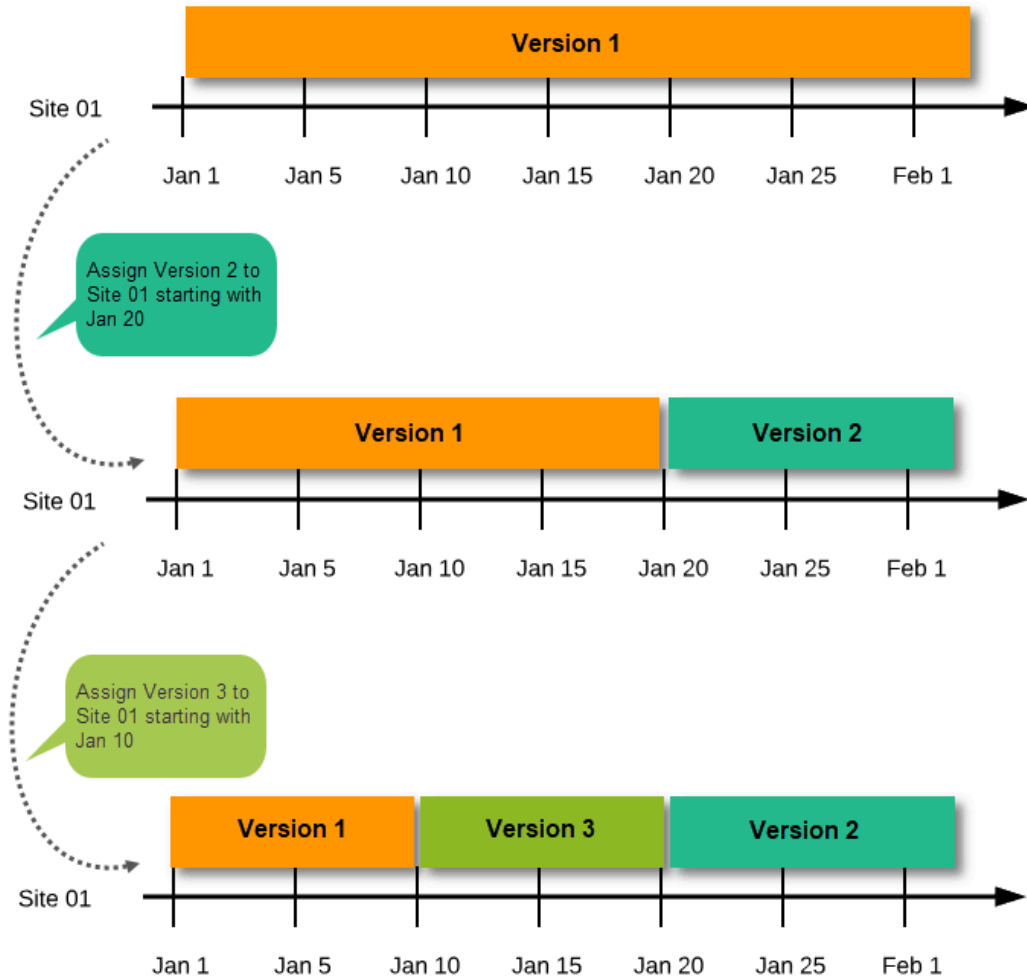 Version 1
Site 01
Jan 1 Jan 5 Jan 10 Jan 15 Jan 20 Jan 25 Feb 1
Assign Version 2 to
Site 01 starting with
Jan 20
Version 1 Version 2
Site 01
Jan 1 Jan 5 Jan 10 Jan 15 Jan 20 Jan 25 Feb 1
Assign Version 3 to
Site 01 starting with
Jan 10
Version 1 Version 3 Version 2
Site 01
Jan 1 Jan 5 Jan 10 Jan 15 Jan 20 Jan 25 Feb 1